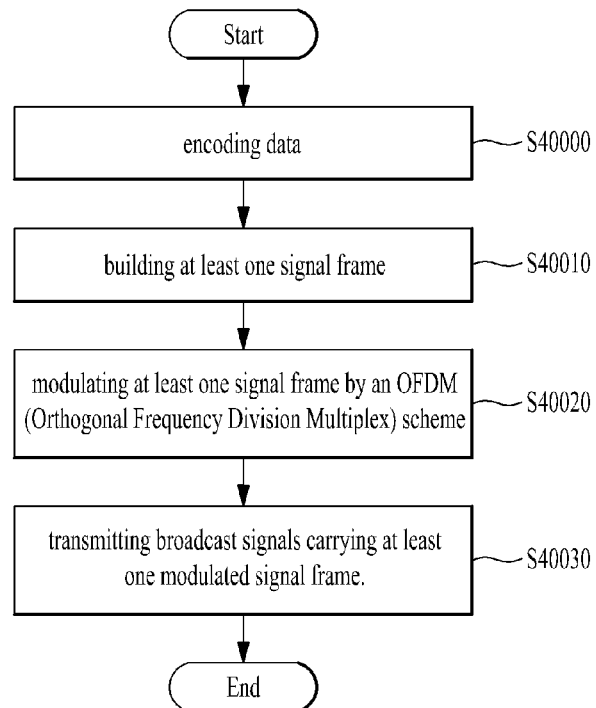 Start
encoding data
S40000
building at least one signal frame
S40010
modulating at least one signal frame by an OFDM
(Orthogonal Frequency Division Multiplex) scheme
S40020
transmitting broadcast signals carrying at least
one modulated signal frame.
S40030
End